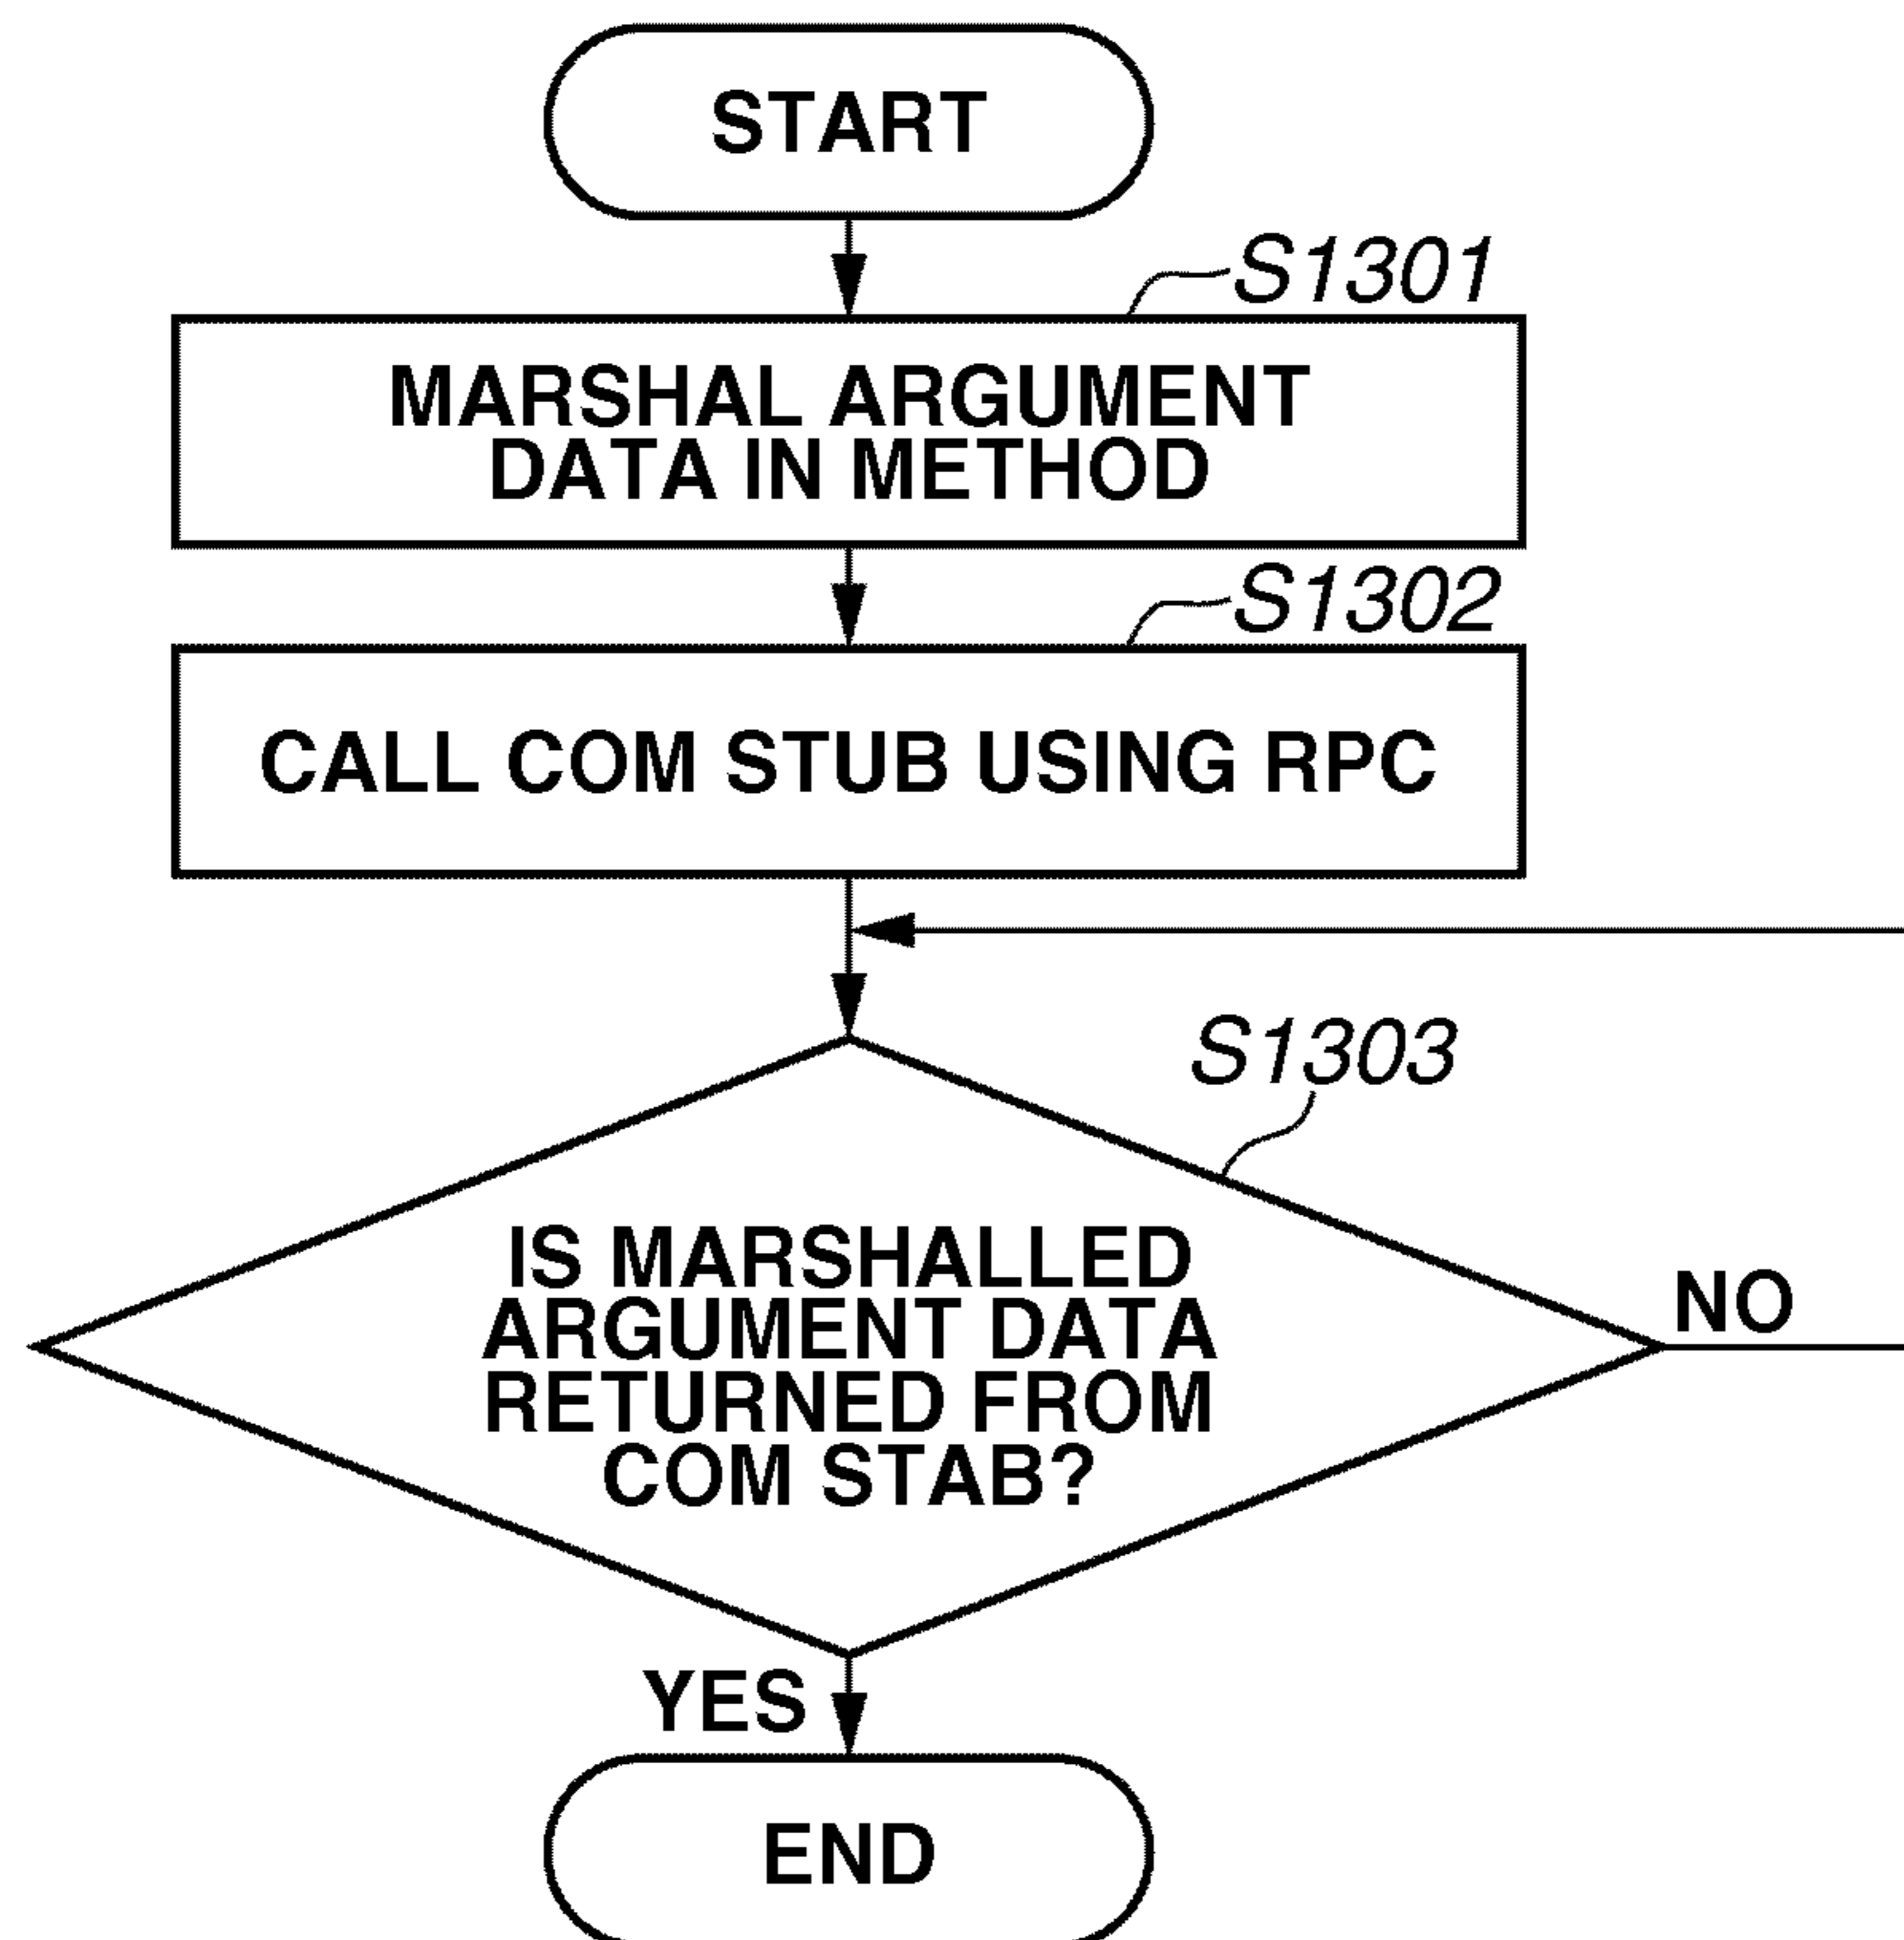 START
S1301
MARSHAL ARGUMENT
DATA IN METHOD
S1302
CALL COM STUB USING RPC
S1303
IS MARSHALLED
ARGUMENT DATA
RETURNED FROM
COM STAB?
NO
YES
END